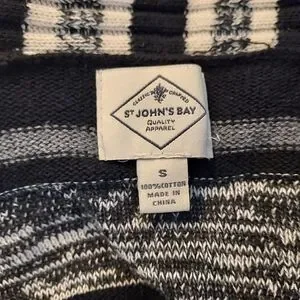 CLASSIC CRAFTED
ST JOHN'S BAY
QUALITY
APPAREL
S
100% COTTON
MADE IN
CHINA